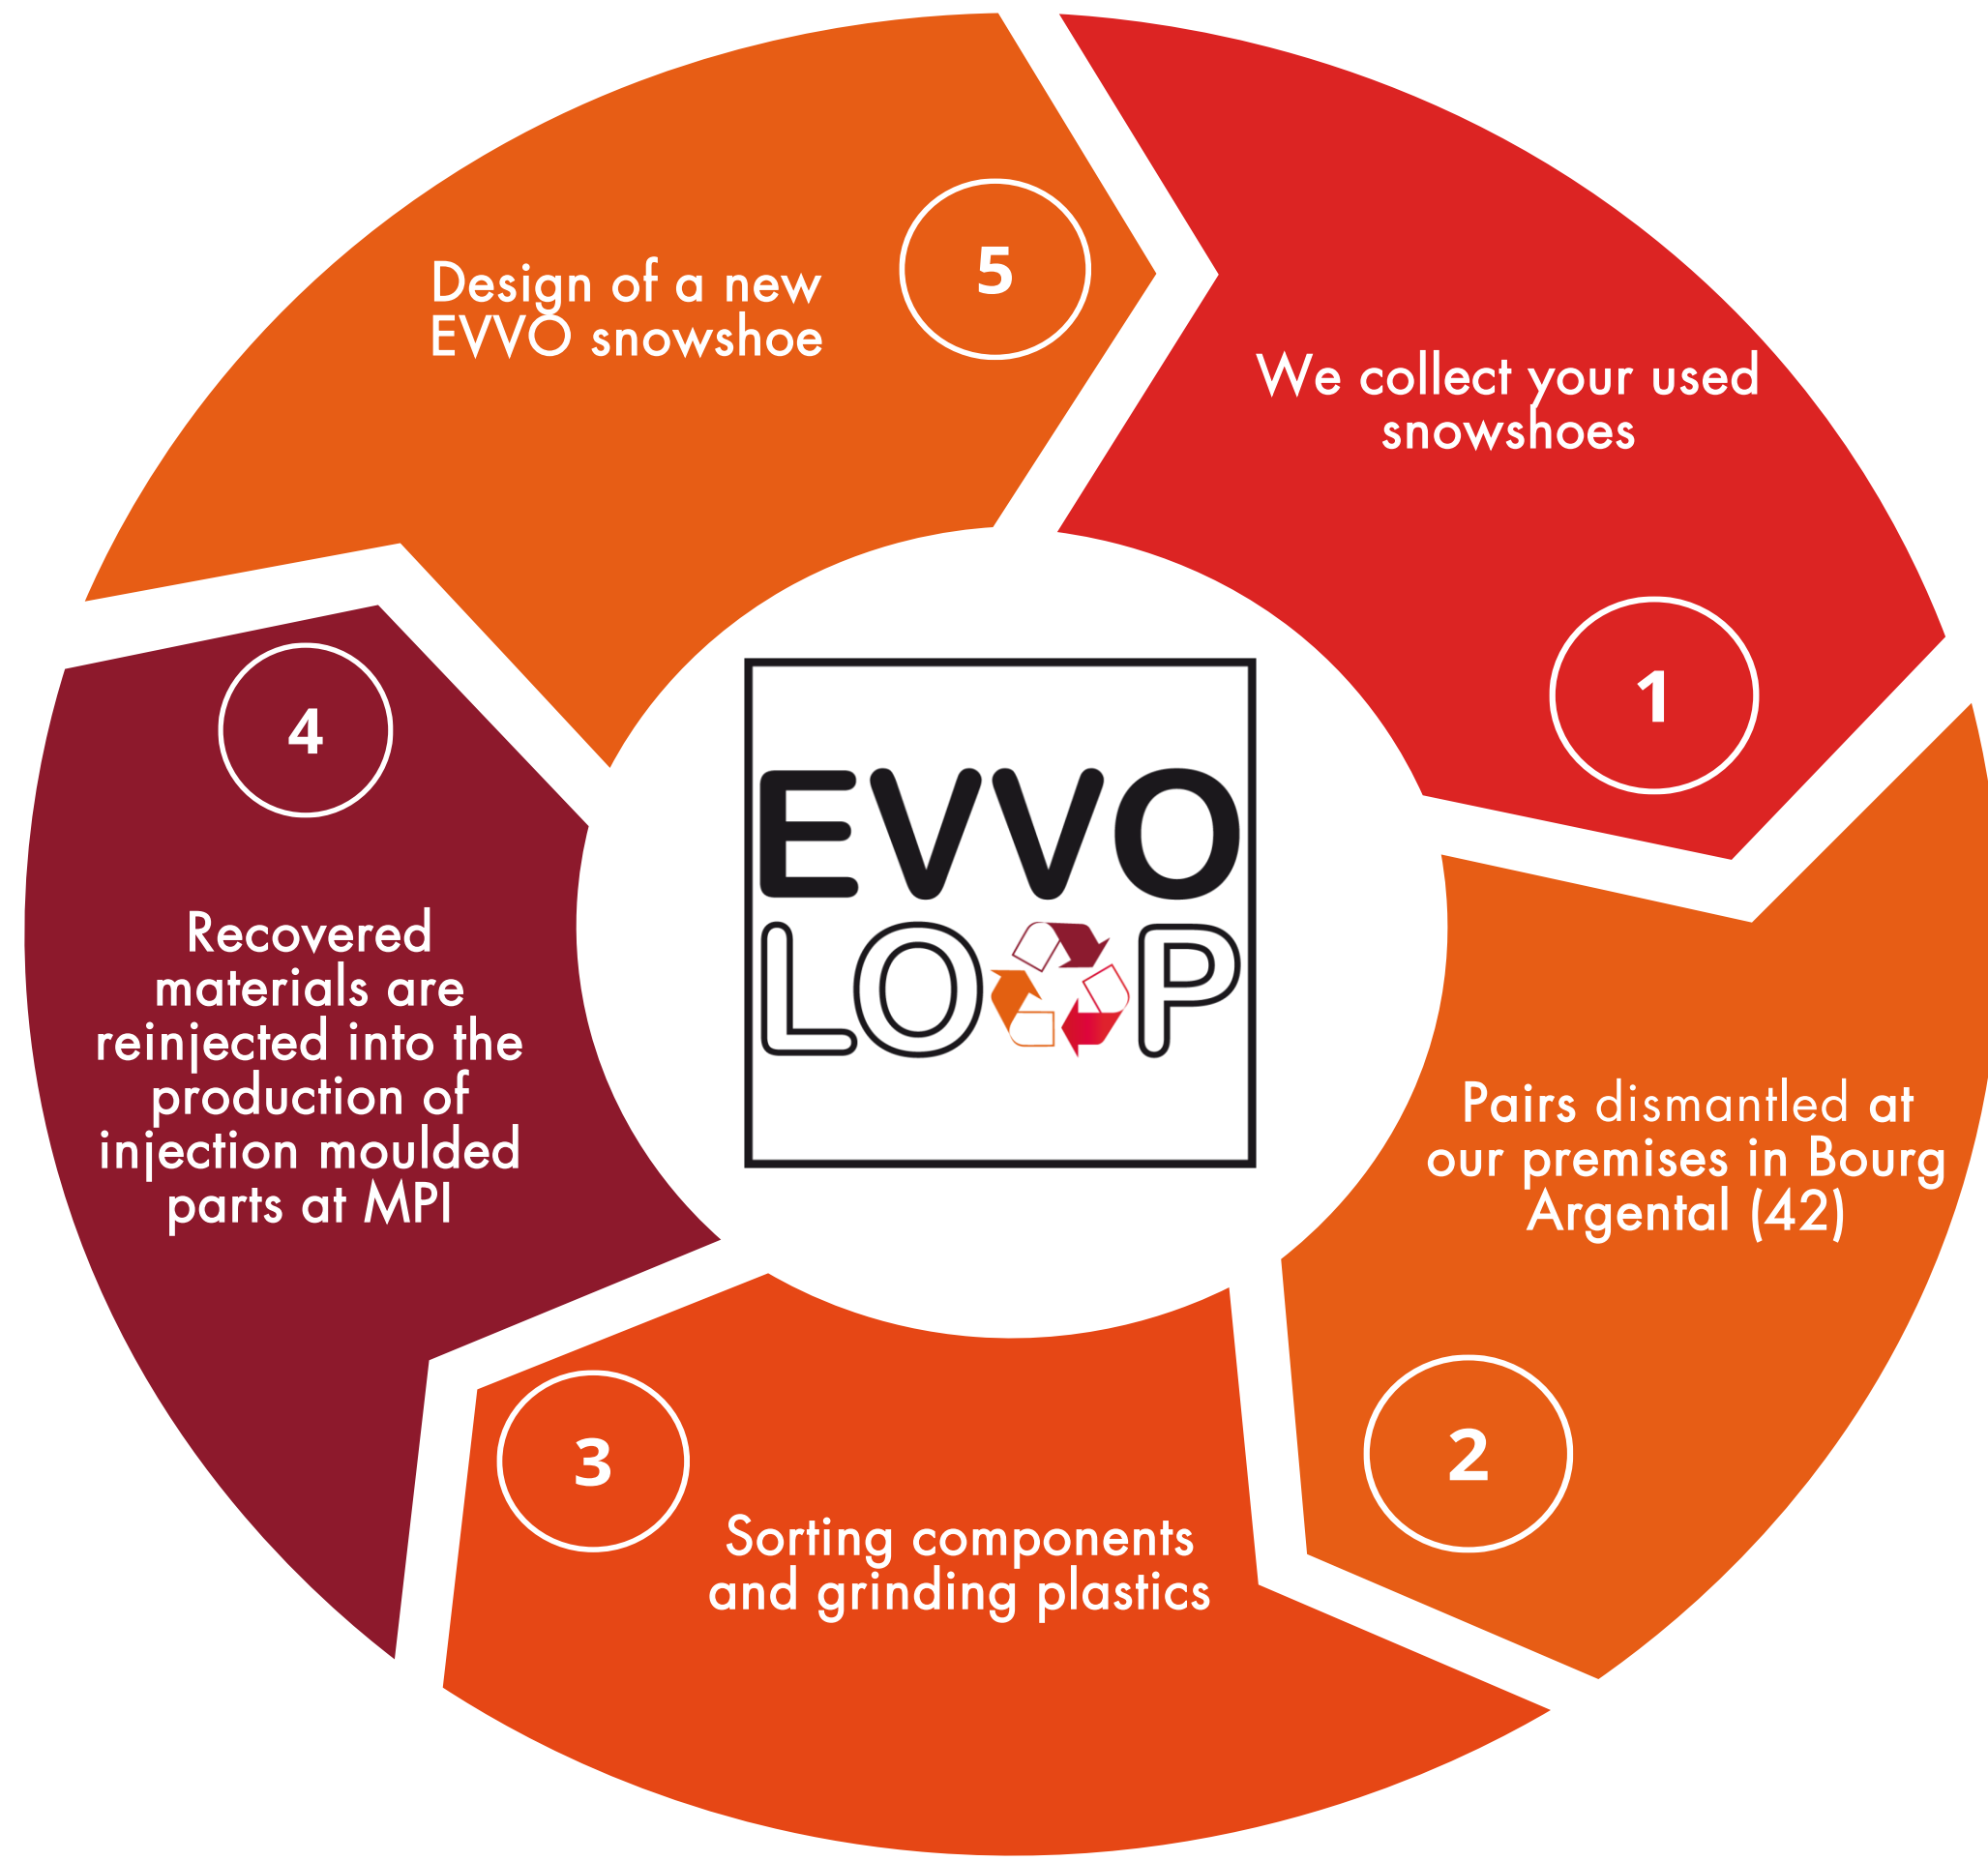 We collect your used
snowshoes
1
Pairs dismantled at
our premises in Bourg
Argental (42)
2
3
Sorting components
and grinding plastics
4
Recovered
materials are
reinjected into the
production of
injection moulded
parts at MPI
5
Design of a new
EVVO snowshoe
EVVO
LOOP